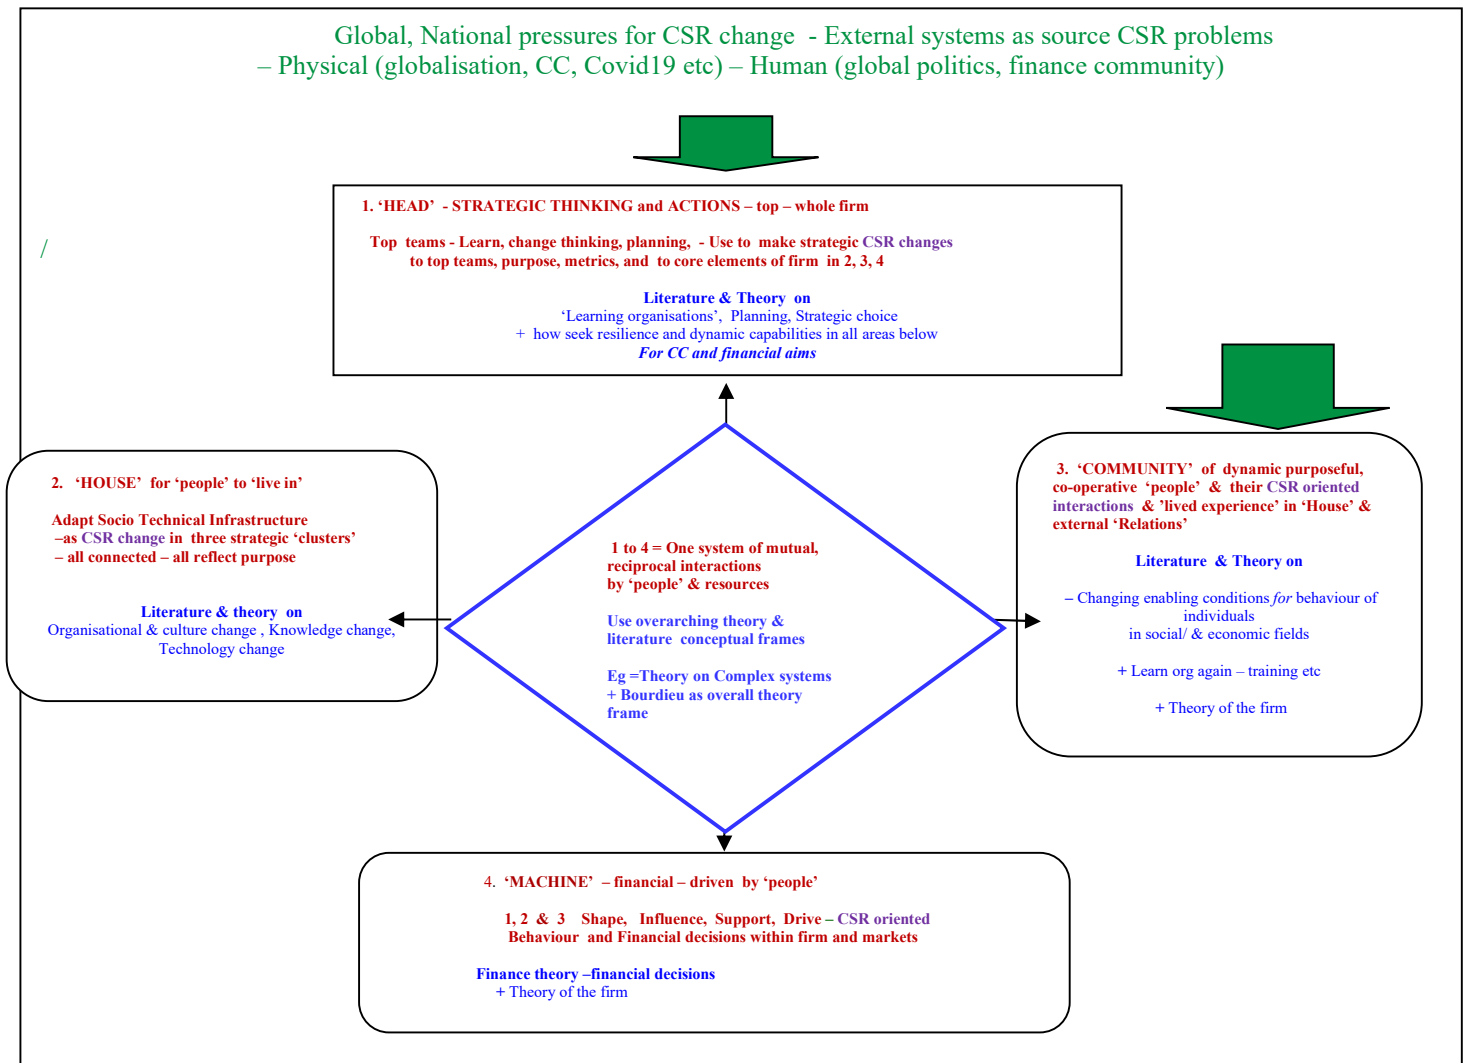 Global, National pressures for CSR change - External systems as source CSR problems
– Physical (globalisation, CC, Covid19 etc) – Human (global politics, finance community)
/
1. ‘HEAD’ - STRATEGIC THINKING and ACTIONS – top – whole firm
Top teams - Learn, change thinking, planning, - Use to make strategic CSR changes
to top teams, purpose, metrics, and to core elements of firm in 2, 3, 4
Literature & Theory on
‘Learning organisations’, Planning, Strategic choice
+ how seek resilience and dynamic capabilities in all areas below
For CC and financial aims
2. ‘HOUSE’ for ‘people’ to ‘live in’
Adapt Socio Technical Infrastructure
–as CSR change in three strategic ‘clusters’
– all connected – all reflect purpose
Literature & theory on
Organisational & culture change , Knowledge change,
Technology change
1 to 4 = One system of mutual,
reciprocal interactions
by ‘people’ & resources
Use overarching theory &
literature conceptual frames
Eg =Theory on Complex systems
+ Bourdieu as overall theory
frame
3. ‘COMMUNITY’ of dynamic purposeful,
co-operative ‘people’ & their CSR oriented
interactions & ’lived experience’ in ‘House’ &
external ‘Relations’
Literature & Theory on
– Changing enabling conditions for behaviour of
individuals
in social/ & economic fields
+ Learn org again – training etc
+ Theory of the firm
4. ‘MACHINE’ – financial – driven by ‘people’
1, 2 & 3 Shape, Influence, Support, Drive – CSR oriented
Behaviour and Financial decisions within firm and markets
Finance theory –financial decisions
+ Theory of the firm